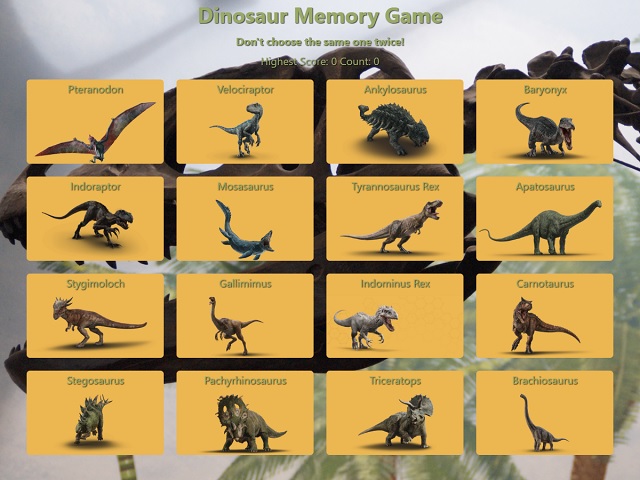 Dinosaur Memory Game
Don't choose the same one twice!
Highest Score: 0 Count: 0
Pteranodon
Velociraptor
Ankylosaurus
Baryonyx
Indoraptor
Mosasaurus
Tyrannosaurus Rex
Apatosaurus
Stygimoloch
Gallimimus
Indominus Rex
Carnotaurus
Stegosaurus
Pachyrhinosaurus
Triceratops
Brachiosaurus